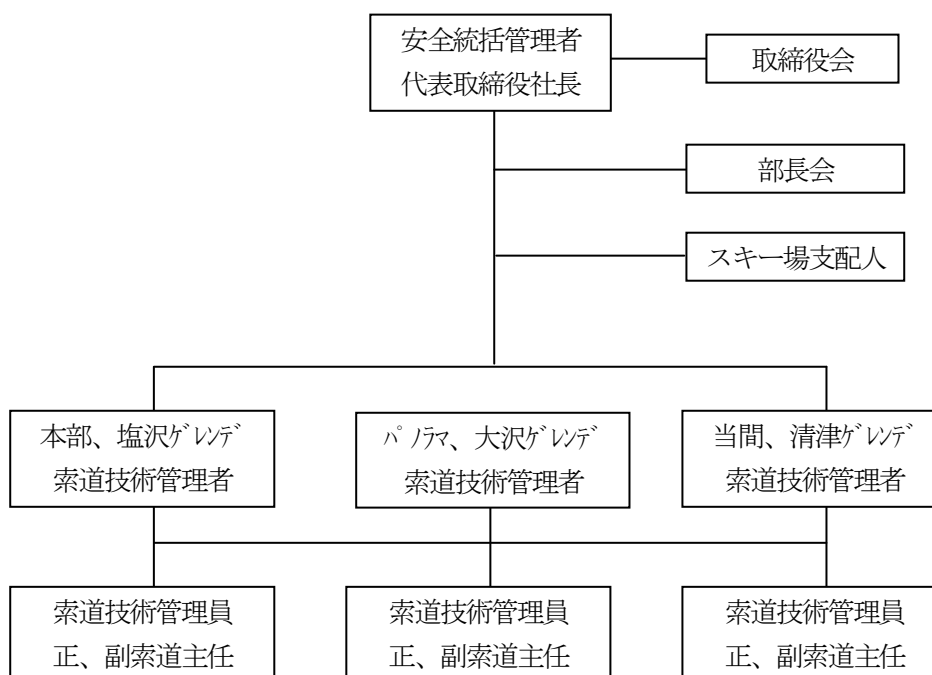 安全統括管理者
代表取締役社長
取締役会
部長会
スキー場支配人
本部、塩沢ｹﾞﾚﾝﾃﾞ
索道技術管理者
ﾊﾟﾉﾗﾏ、大沢ｹﾞﾚﾝﾃﾞ
索道技術管理者
当間、清津ｹﾞﾚﾝﾃﾞ
索道技術管理者
索道技術管理員
正、副索道主任
索道技術管理員
正、副索道主任
索道技術管理員
正、副索道主任